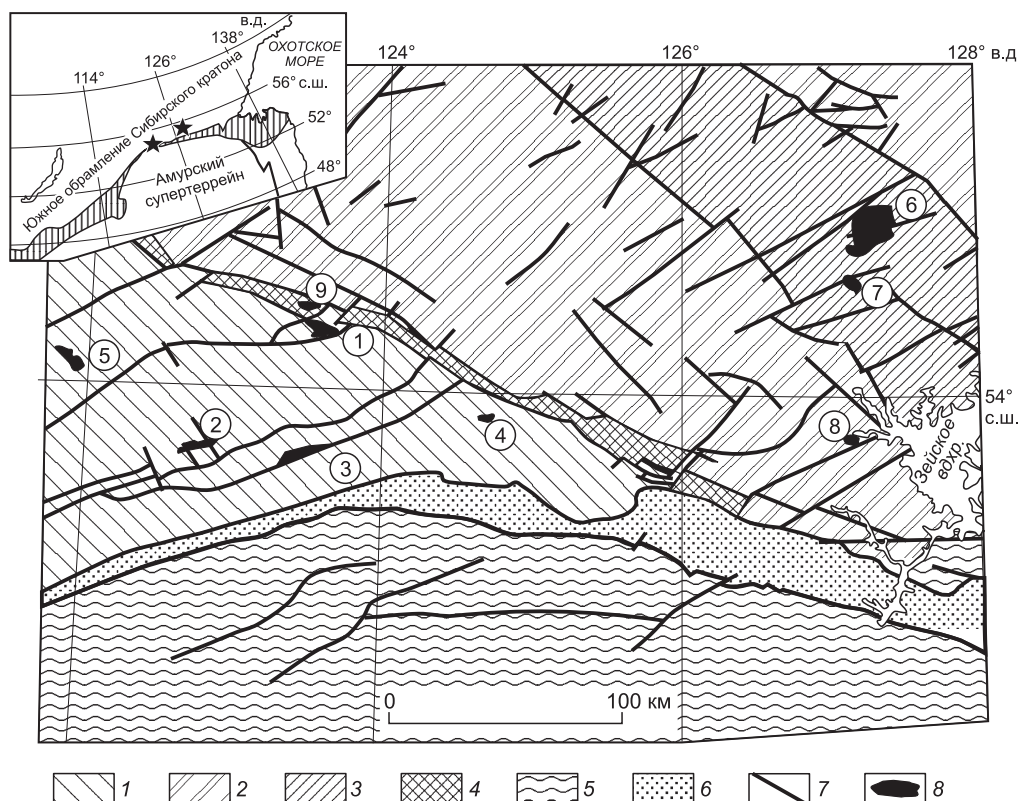 в.д.
138°
126°
114°
ОХОТСКОЕ
МОРЕ
56° с.ш.
52°
48°
Южное обрамление Сибирского кратона
Амурский
супертеррейн
124°
126°
128° в.д
6
7
9
1
5
54°
с.ш.
2
4
8
3
Зейское
вдхр.
0
100 км
1
2
3
4
5
6
7
8